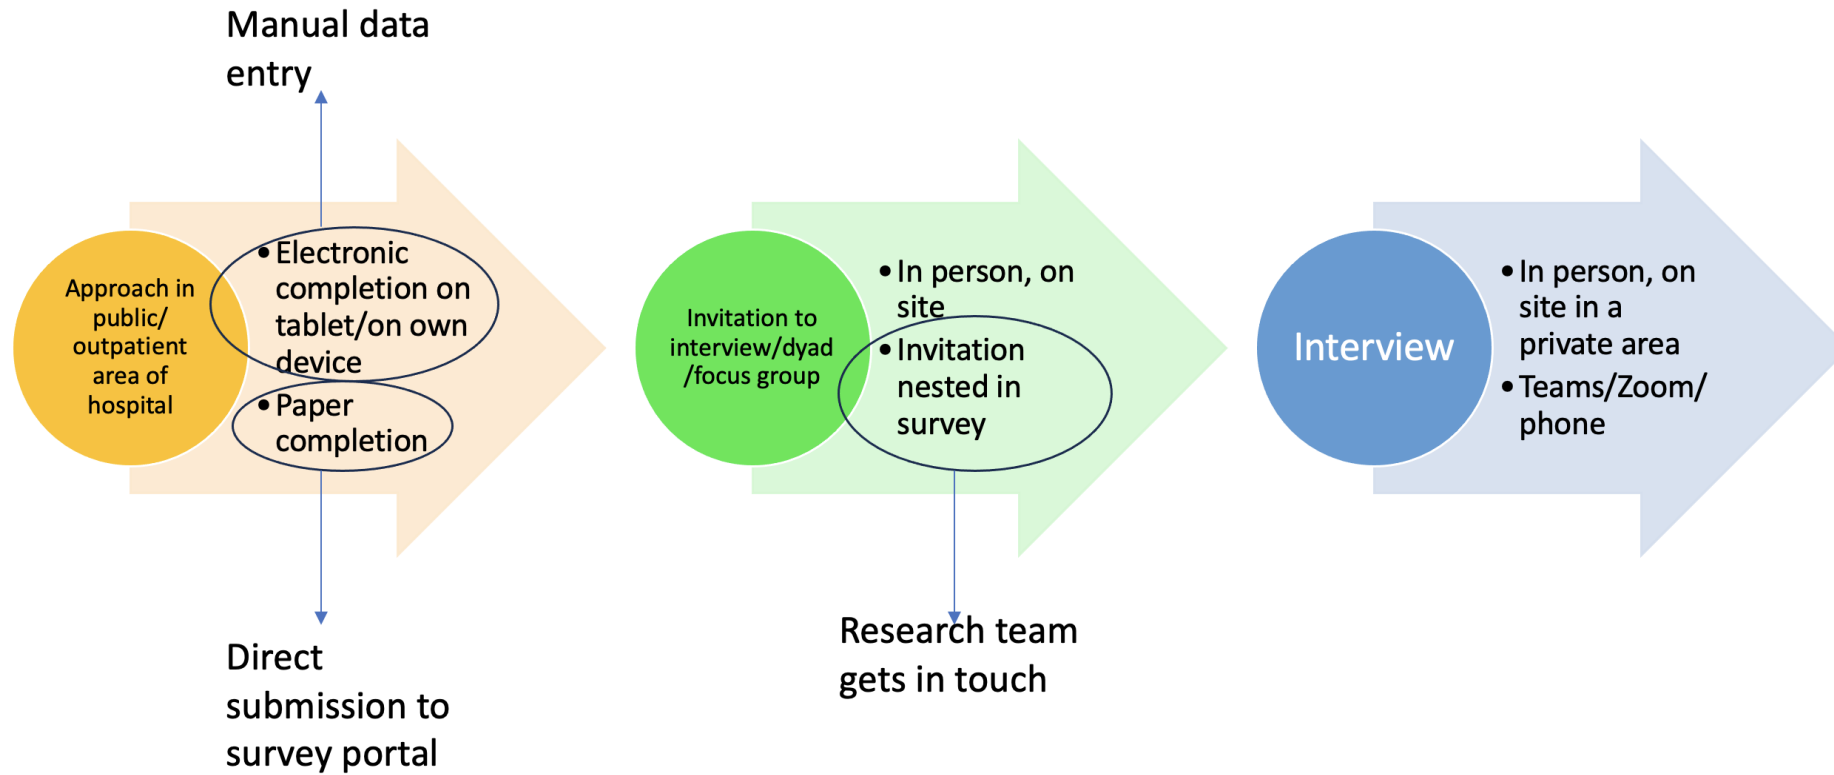 Manual data
entry
Approach in
public/
outpatient
area of
hospital
• Electronic
completion on
tablet/on own
device
• Paper
completion
Direct
submission to
survey portal
Invitation to
interview/dyad
/focus group
• In person, on
site
• Invitation
nested in
survey
Research team
gets in touch
Interview
• In person, on
site in a
private area
• Teams/Zoom/
phone